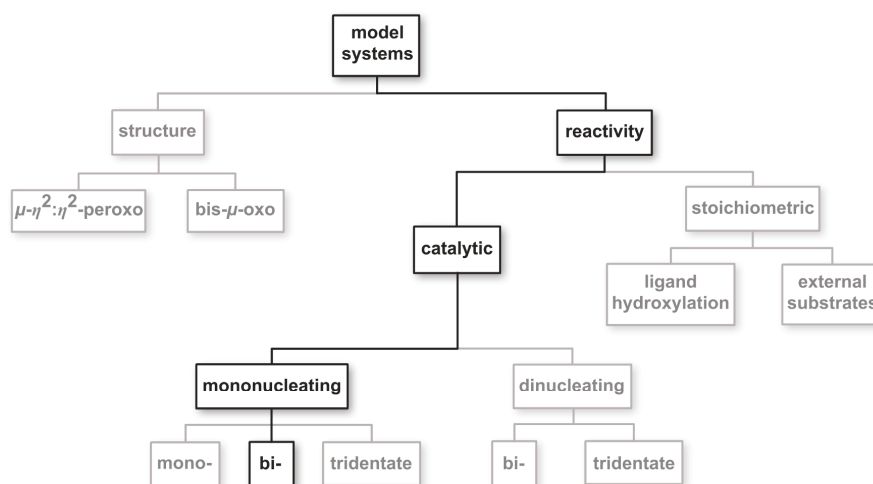 model
systems
structure
reactivity
μ-η²:η²-peroxo
bis-μ-oxo
stoichiometric
catalytic
ligand
hydroxylation
external
substrates
mononucleating
dinucleating
mono-
bi-
tridentate
bi-
tridentate